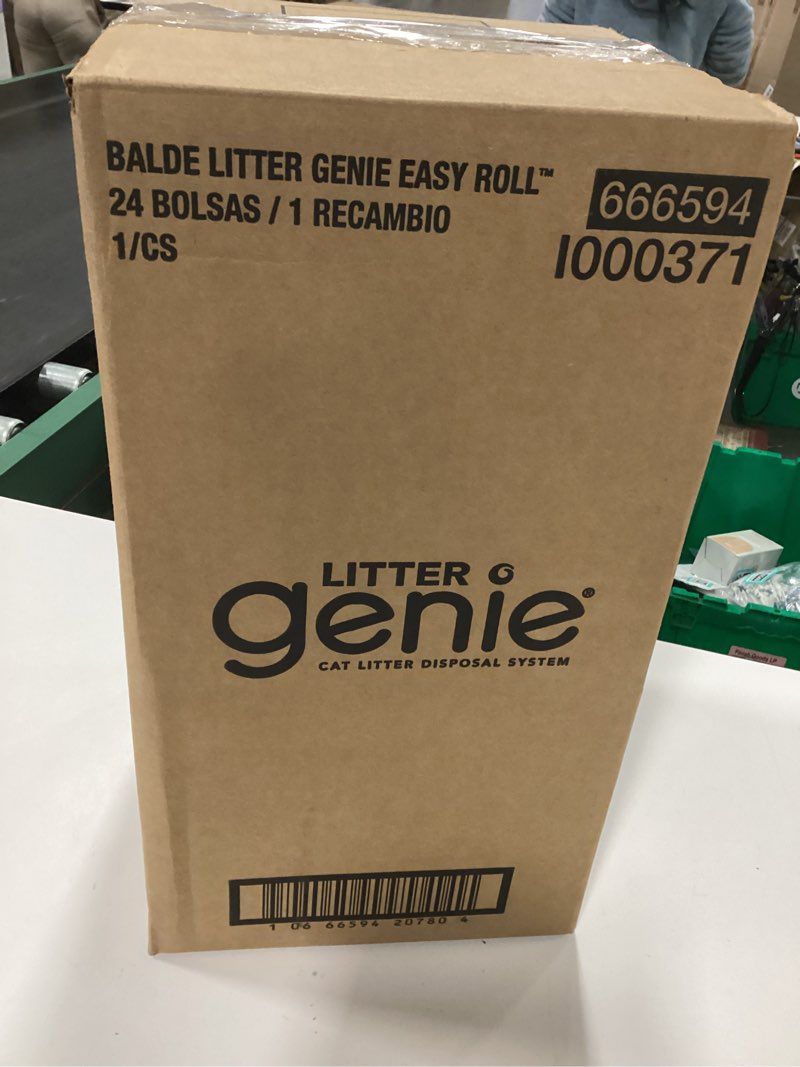 BALDE LITTER GENIE EASY ROLL™
24 BOLSAS / 1 RECAMBIO
1/CS
666594
I000371
LITTER
genie®
CAT LITTER DISPOSAL SYSTEM
1 06 66594 20780 4